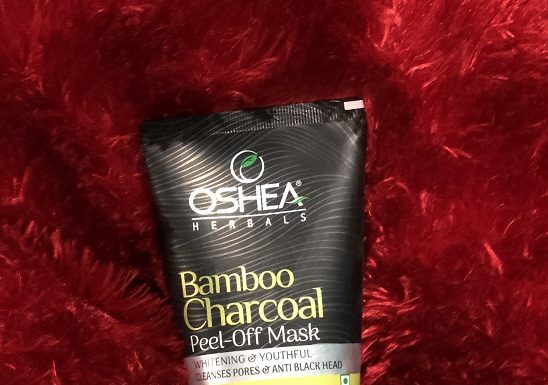 OSHEA®
HERBALS
Bamboo
Charcoal
Peel-Off Mask
WHITENING & YOUTHFUL
CLEANSES PORES & ANTI BLACK HEAD